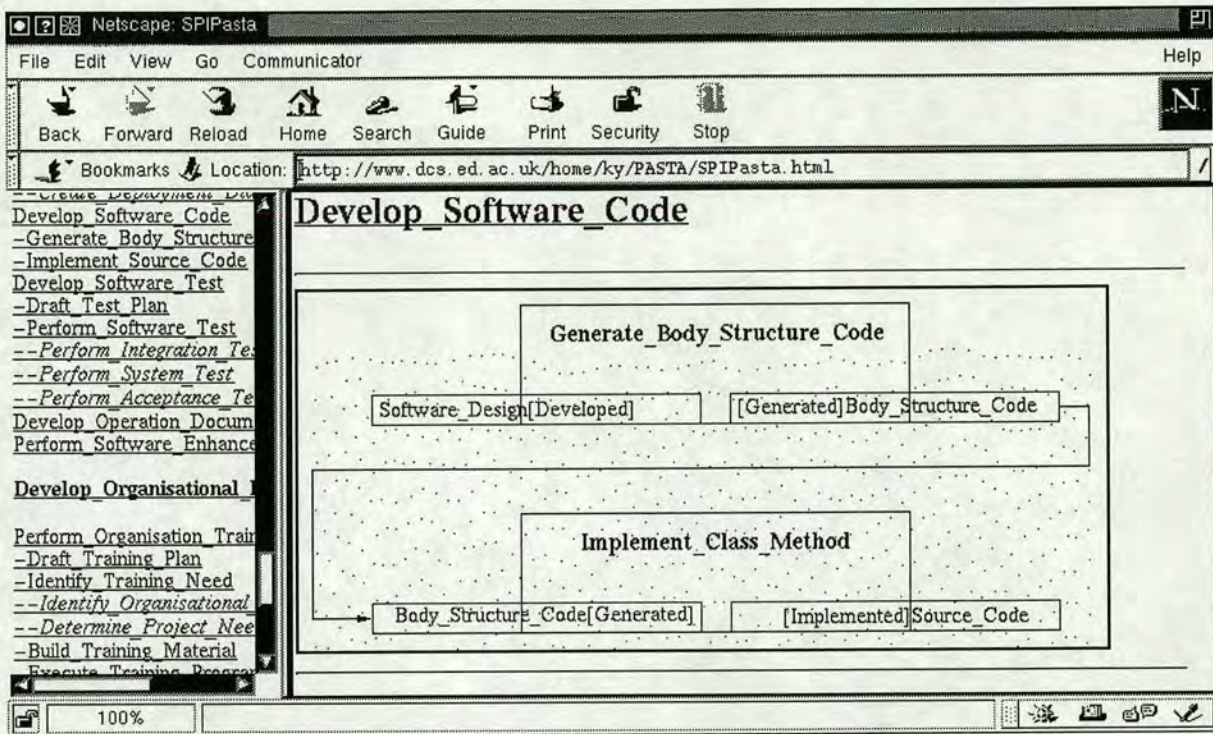 Netscape: SPIPasta
File Edit View Go Communicator Help
Back Forward Reload Home Search Guide Print Security Stop
N
Bookmarks Location: http://www.dcs.ed.ac.uk/home/ky/PASTA/SPIPasta.html
Develop_Software_Code
-Generate_Body_Structure
-Implement_Source_Code
Develop_Software_Test
-Draft_Test_Plan
-Perform_Software_Test
--Perform_Integration_Tes
--Perform_System_Test
--Perform_Acceptance_Te
Develop_Operation_Docum
Perform_Software_Enhance
Develop_Organisational_
Perform_Organisation_Train
-Draft_Training_Plan
-Identify_Training_Need
--Identify_Organisational_
--Determine_Project_Nee
-Build_Training_Material
-Execute_Training_Program
Develop_Software_Code
Generate_Body_Structure_Code
Software_Design[Developed] [Generated]Body_Structure_Code
Implement_Class_Method
Body_Structure_Code[Generated] [Implemented]Source_Code
100%